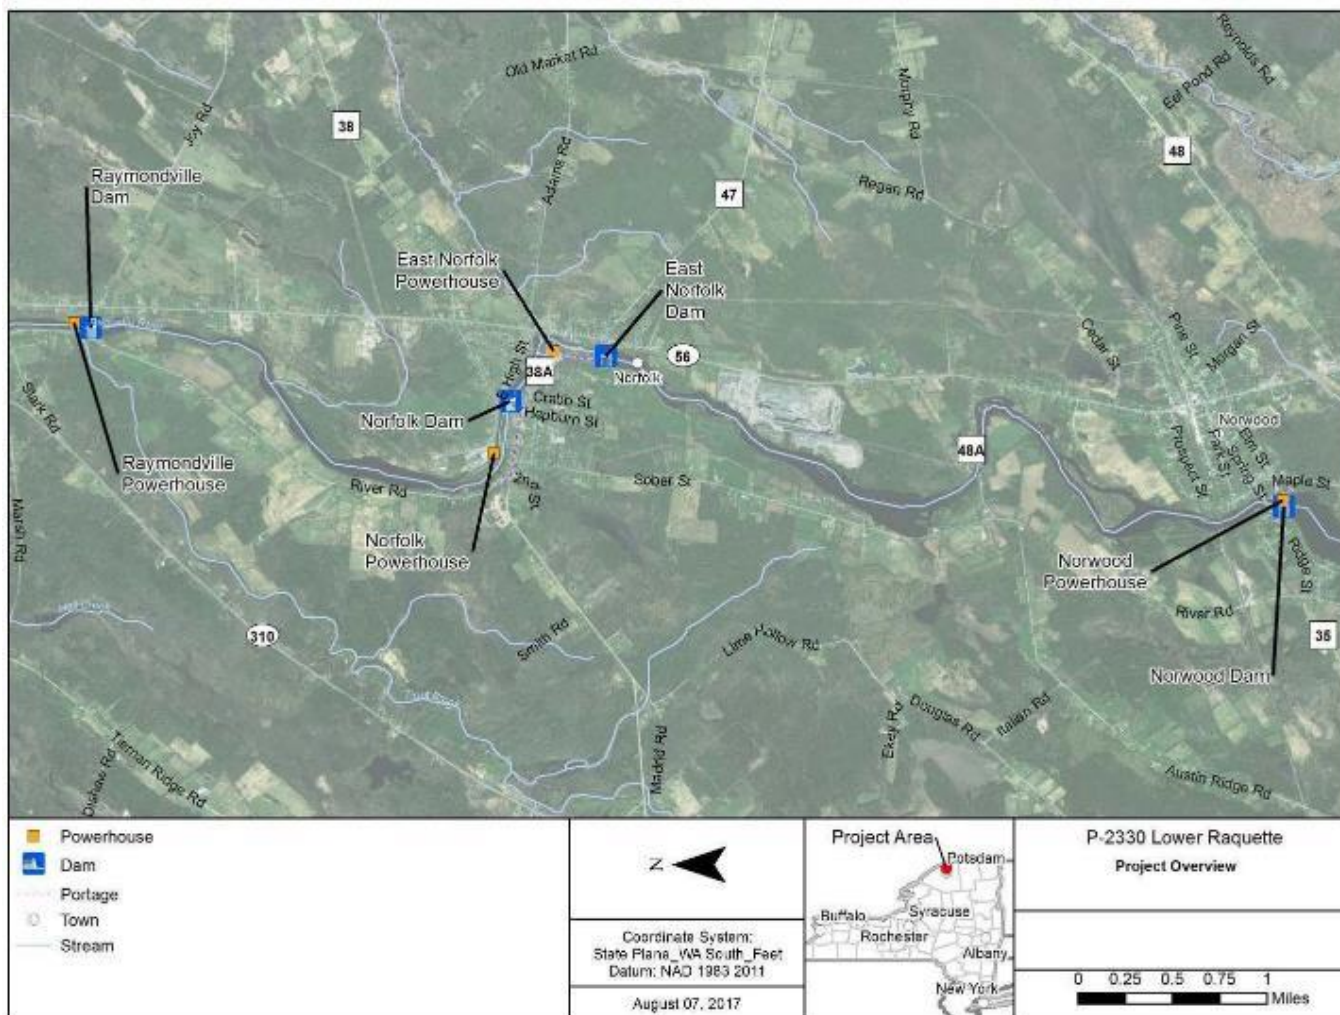 Old Market Rd
Reynolds Rd
Eel Pond Rd
Joy Rd
38
Morphy Rd
48
Adams Rd
Raymondville
Dam
47
Regan Rd
East Norfolk
Powerhouse
East
Norfolk
Dam
Cedar St
Pine St
Morgan St
56
High St
38A
Norfolk
Stark Rd
Norfolk Dam
Hepburn St
Norwood
Raymondville
Powerhouse
River Rd
2nd St
Sober St
48A
Prospect St
Park St
Spring St
Elm St
Maple St
Marsh Rd
Norfolk
Powerhouse
Norwood
Powerhouse
Ridge St
River Rd
310
Smith Rd
Lime Hollow Rd
35
Norwood Dam
Trout Brook
Dishaw Rd
Tiernan Ridge Rd
Madrid Rd
Ekey Rd
Douglas Rd
Italian Rd
Austin Ridge Rd
Powerhouse
Dam
Portage
Town
Stream
N
Coordinate System:
State Plane_WA South_Feet
Datum: NAD 1983 2011
August 07, 2017
Project Area
Potsdam
Buffalo
Syracuse
Rochester
Albany
New York
P-2330 Lower Raquette
Project Overview
0 0.25 0.5 0.75 1
Miles